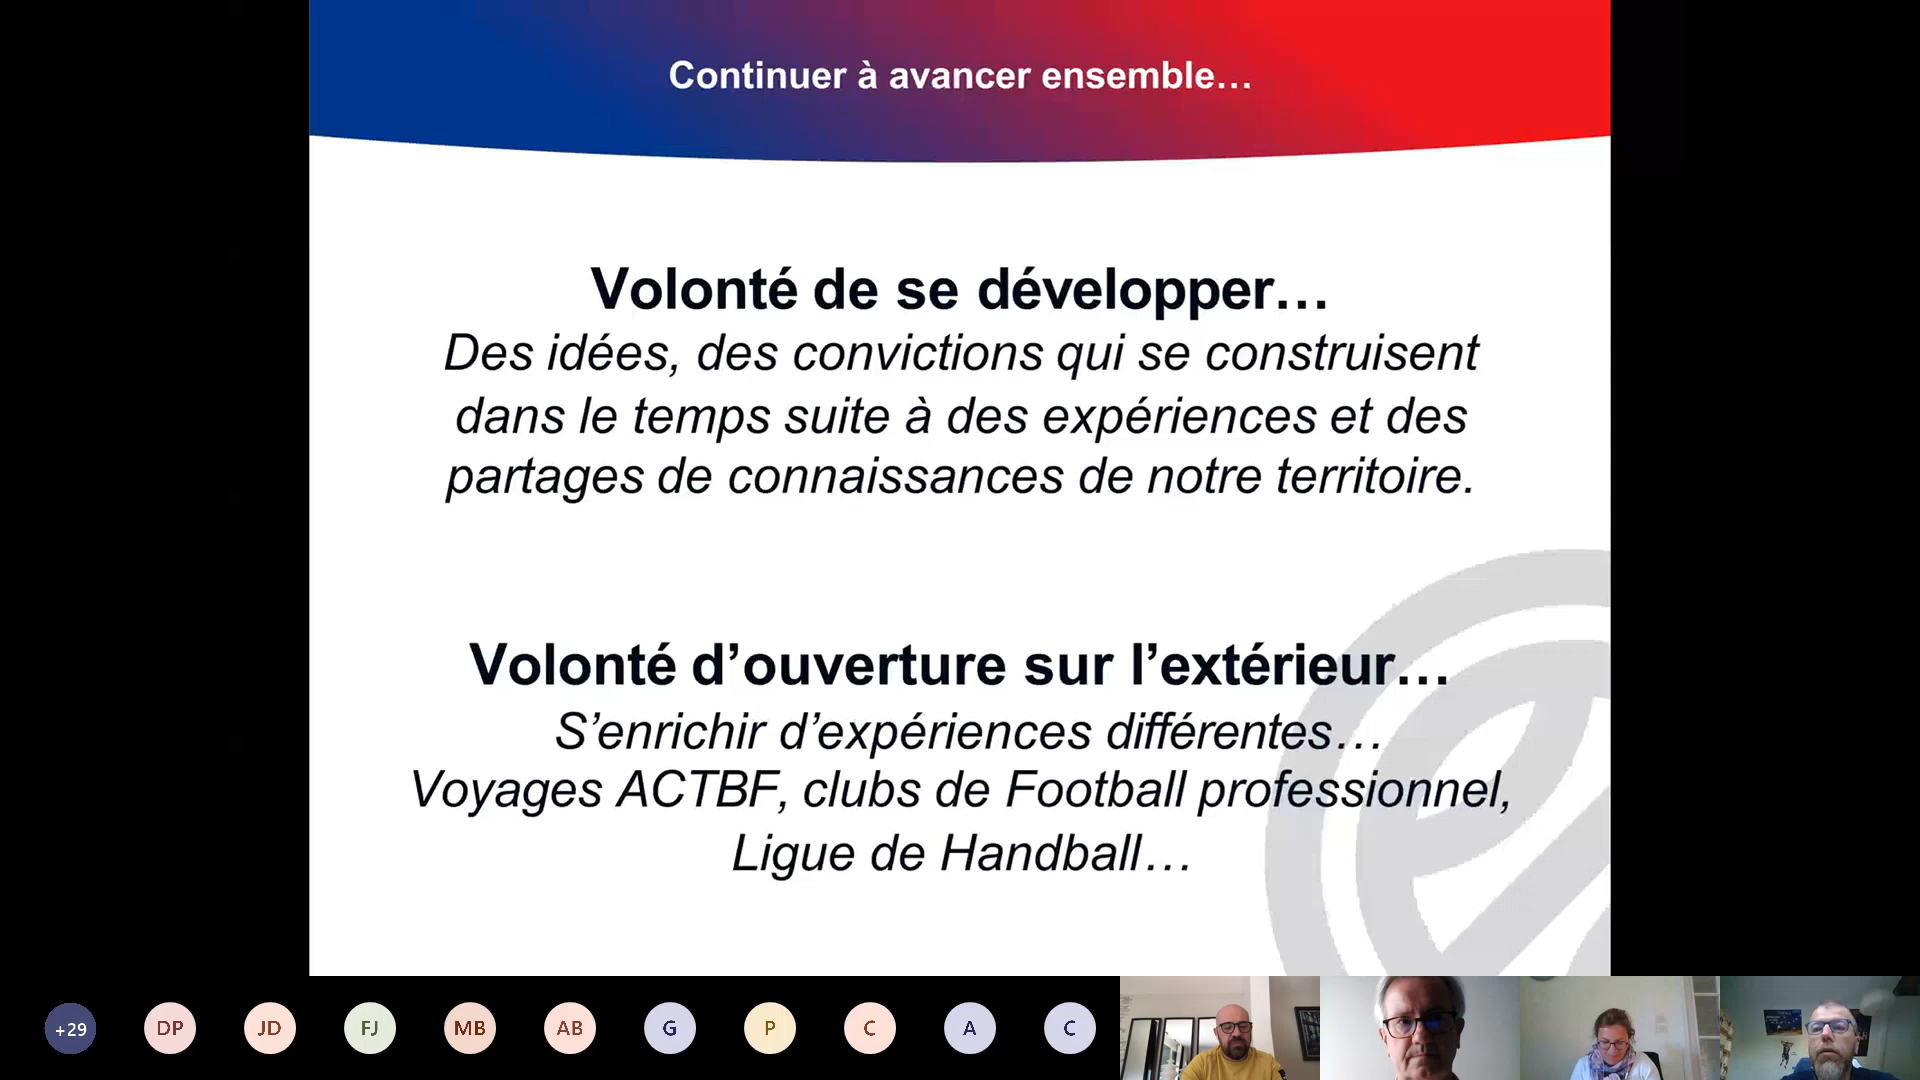 Continuer à avancer ensemble…
Volonté de se développer…
Des idées, des convictions qui se construisent
dans le temps suite à des expériences et des
partages de connaissances de notre territoire.
Volonté d’ouverture sur l’extérieur…
S’enrichir d’expériences différentes…
Voyages ACTBF, clubs de Football professionnel,
Ligue de Handball…
+29 DP JD FJ MB AB G P C A C